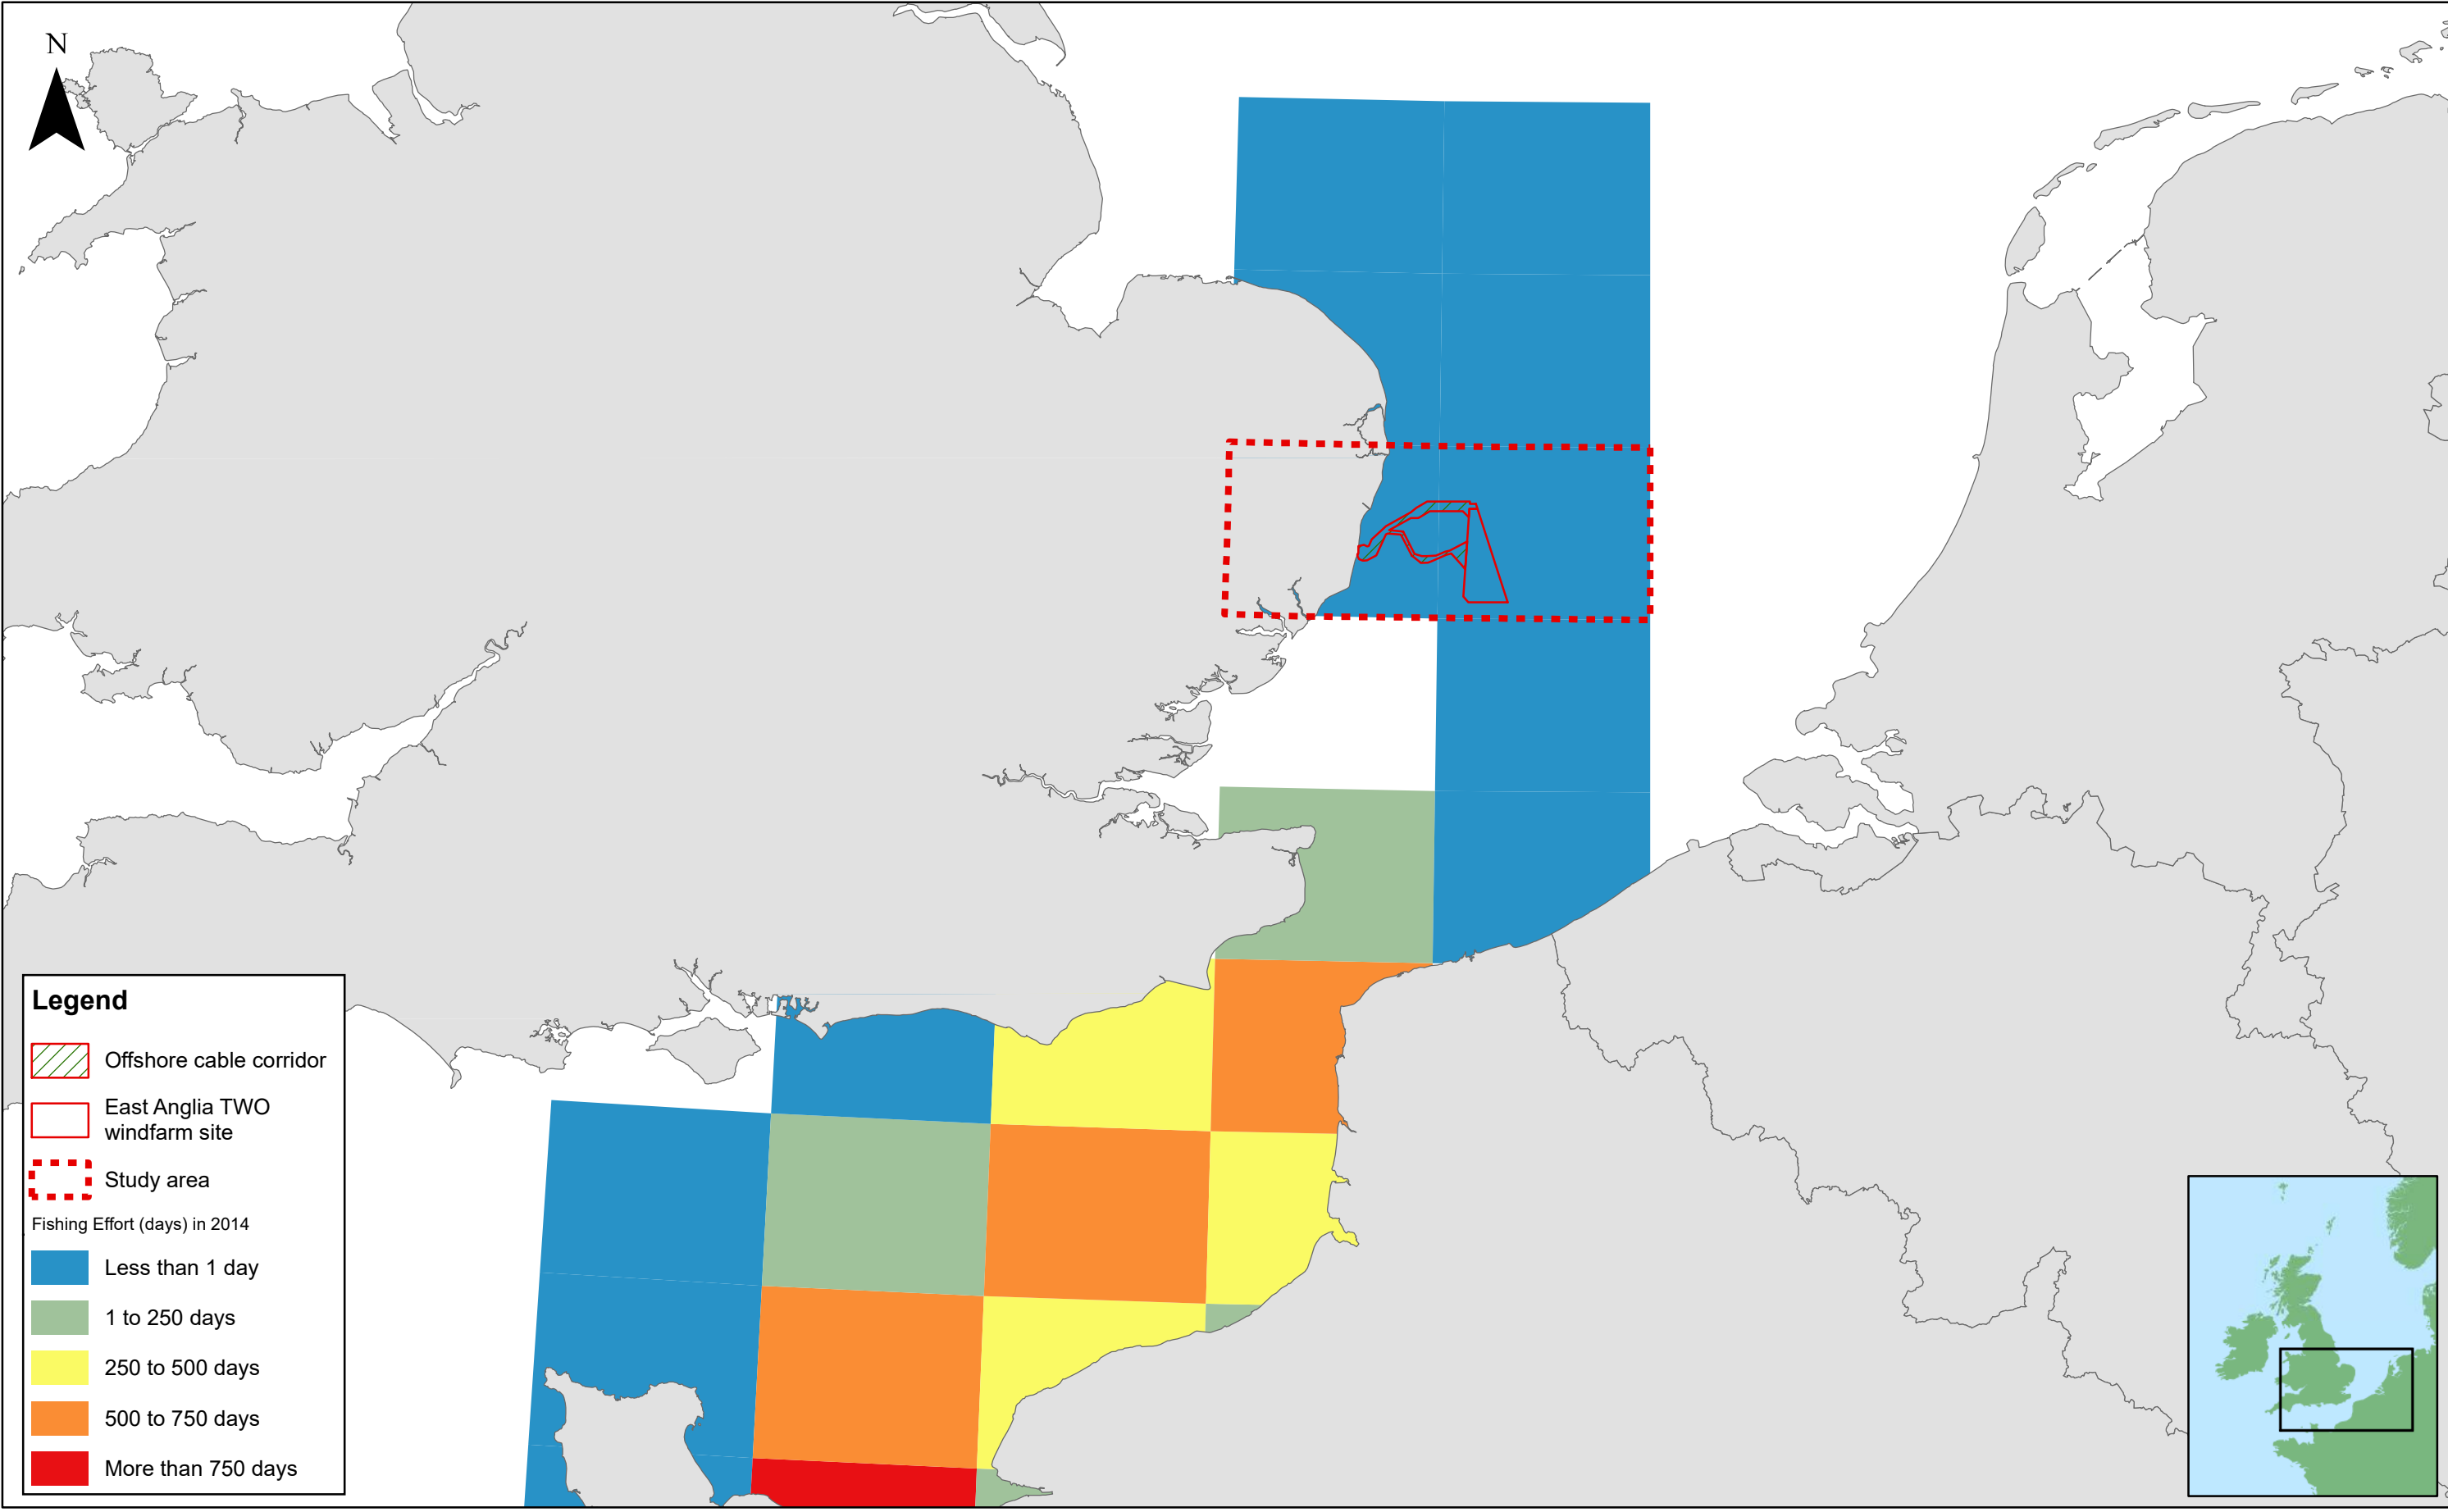 N
Legend
Offshore cable corridor
East Anglia TWO
windfarm site
Study area
Fishing Effort (days) in 2014
Less than 1 day
1 to 250 days
250 to 500 days
500 to 750 days
More than 750 days